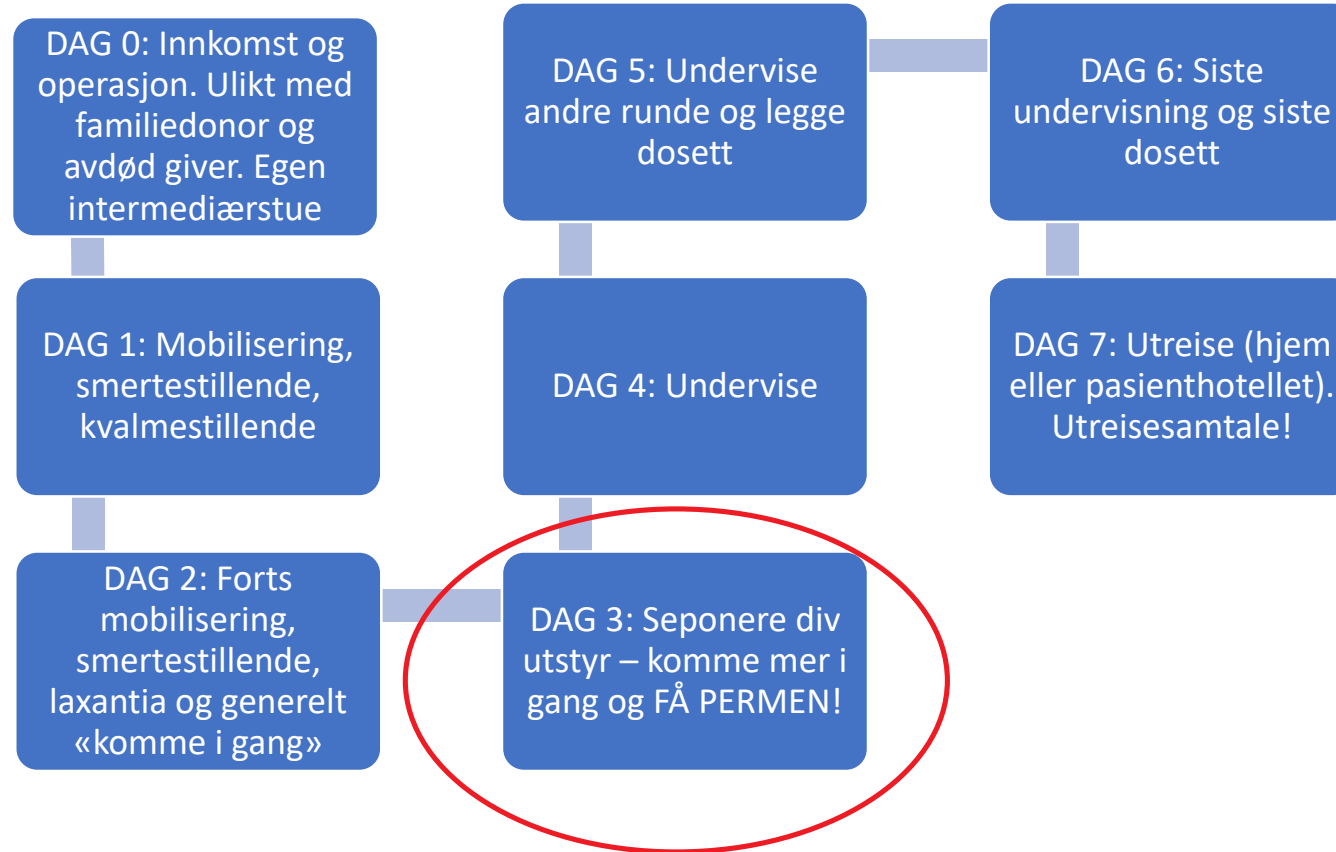 DAG 0: Innkomst og
operasjon. Ulikt med
familiedonor og
avdød giver. Egen
intermediærstue
DAG 1: Mobilisering,
smertestillende,
kvalmestillende
DAG 2: Forts
mobilisering,
smertestillende,
laxantia og generelt
«komme i gang»
DAG 3: Seponere div
utstyr – komme mer i
gang og FÅ PERMEN!
DAG 4: Undervise
DAG 5: Undervise
andre runde og legge
dosett
DAG 6: Siste
undervisning og siste
dosett
DAG 7: Utreise (hjem
eller pasienthotellet).
Utreisesamtale!